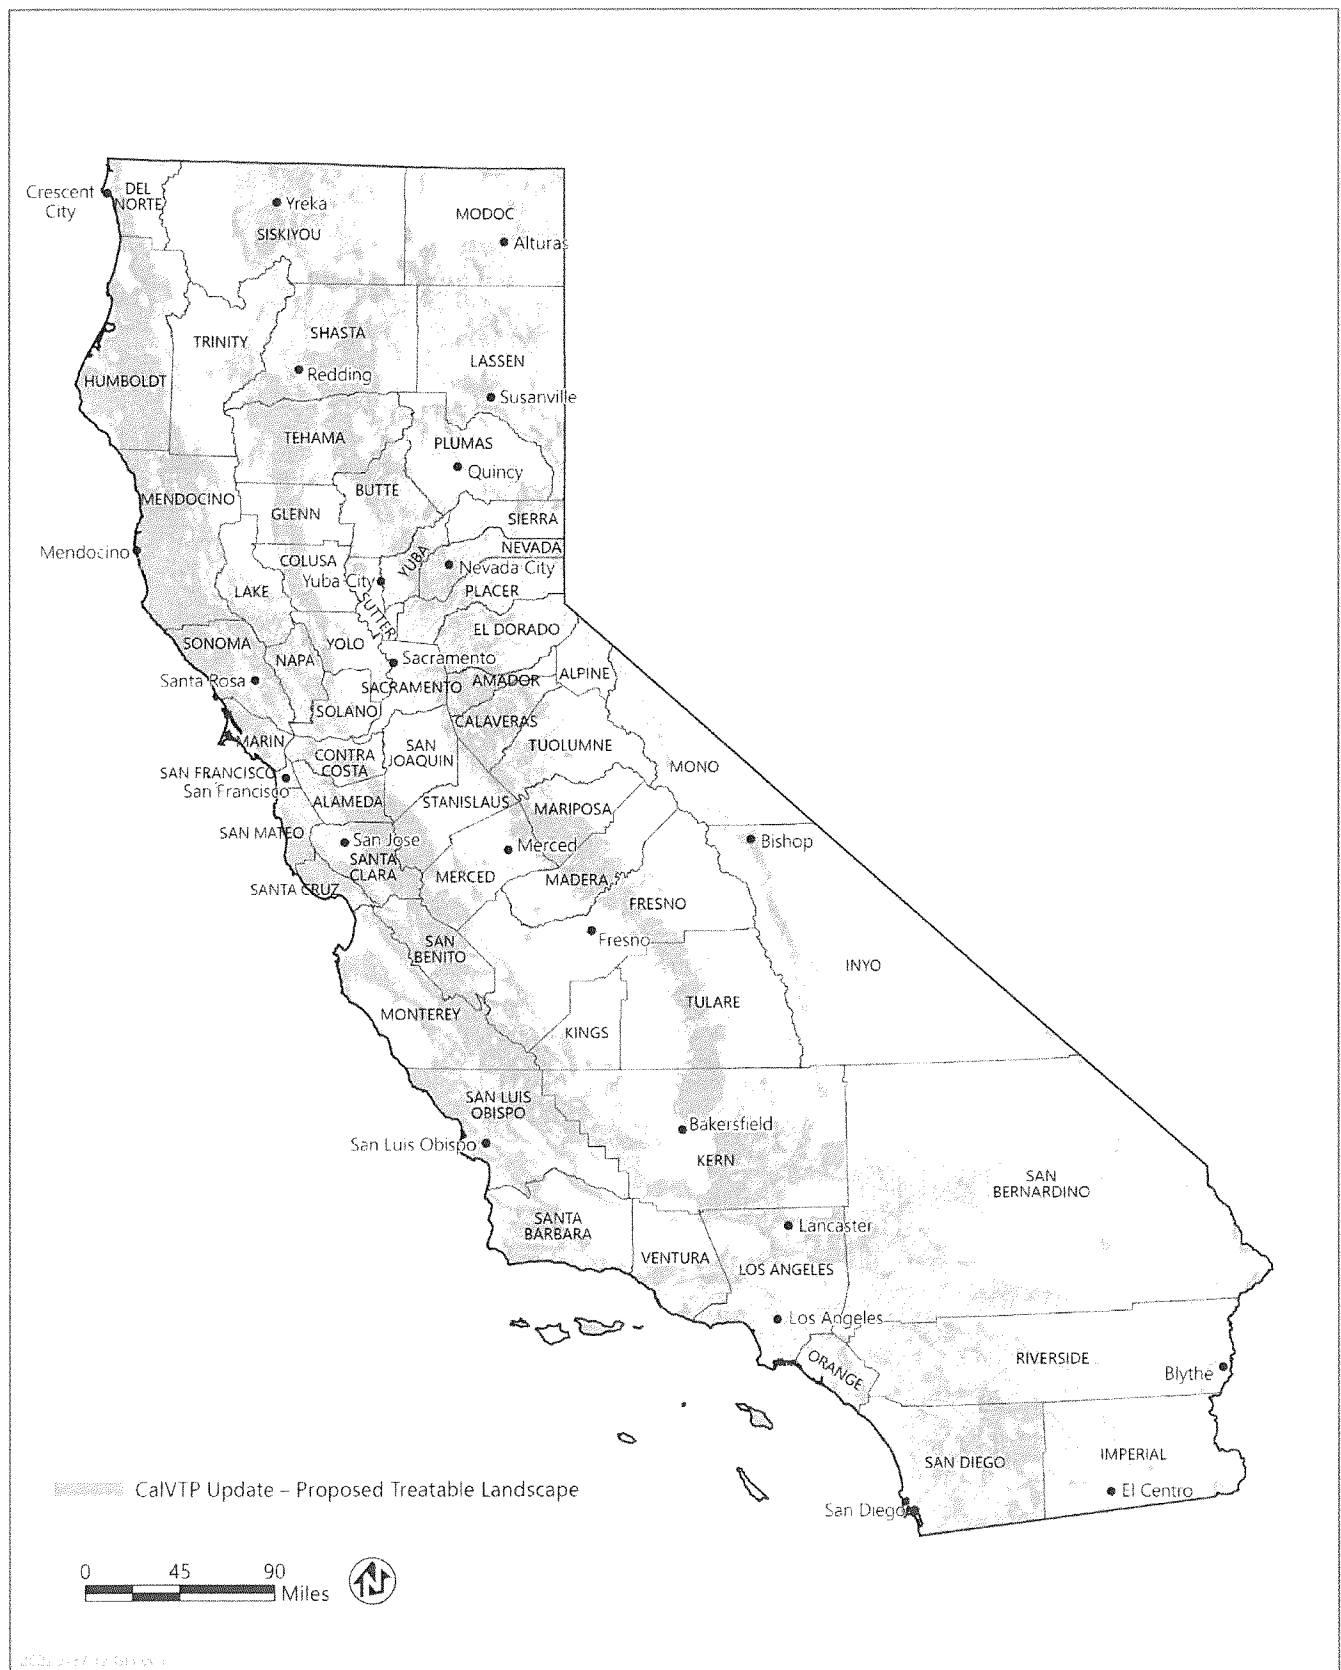 Crescent
City
DEL
NORTE
Yreka
SISKIYOU
MODOC
Alturas
TRINITY
SHASTA
LASSEN
HUMBOLDT
Redding
Susanville
TEHAMA
PLUMAS
Quincy
BUTTE
MENDOCINO
GLENN
SIERRA
Mendocino
COLUSA
YUBA
NEVADA
Nevada City
Yuba City
LAKE
PLACER
SUTTER
EL DORADO
SONOMA
YOLO
NAPA
Sacramento
Santa Rosa
SACRAMENTO
AMADOR
ALPINE
SOLANO
CALAVERAS
MARIN
CONTRA
COSTA
SAN
JOAQUIN
TUOLUMNE
MONO
SAN FRANCISCO
San Francisco
ALAMEDA
STANISLAUS
MARIPOSA
SAN MATEO
San Jose
Merced
Bishop
SANTA
CLARA
MERCED
MADERA
SANTA CRUZ
FRESNO
Fresno
SAN
BENITO
INYO
MONTEREY
TULARE
KINGS
SAN LUIS
OBISPO
Bakersfield
San Luis Obispo
KERN
SAN
BERNARDINO
SANTA
BARBARA
Lancaster
VENTURA
LOS ANGELES
Los Angeles
ORANGE
RIVERSIDE
Blythe
SAN DIEGO
IMPERIAL
El Centro
San Diego
CalVTP Update – Proposed Treatable Landscape
0 45 90
Miles
N